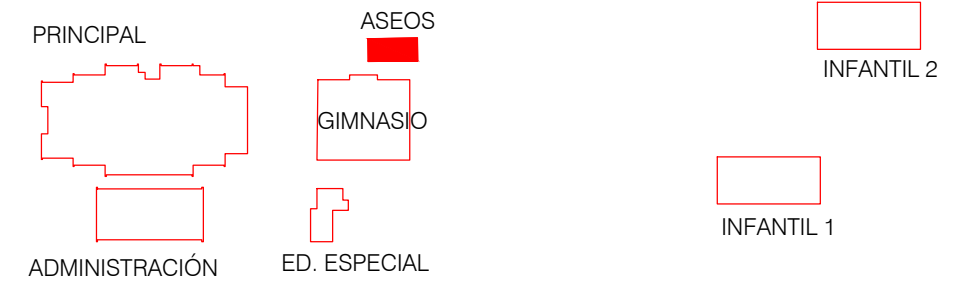 ASEOS
PRINCIPAL
INFANTIL 2
GIMNASIO
INFANTIL 1
ADMINISTRACIÓN
ED. ESPECIAL